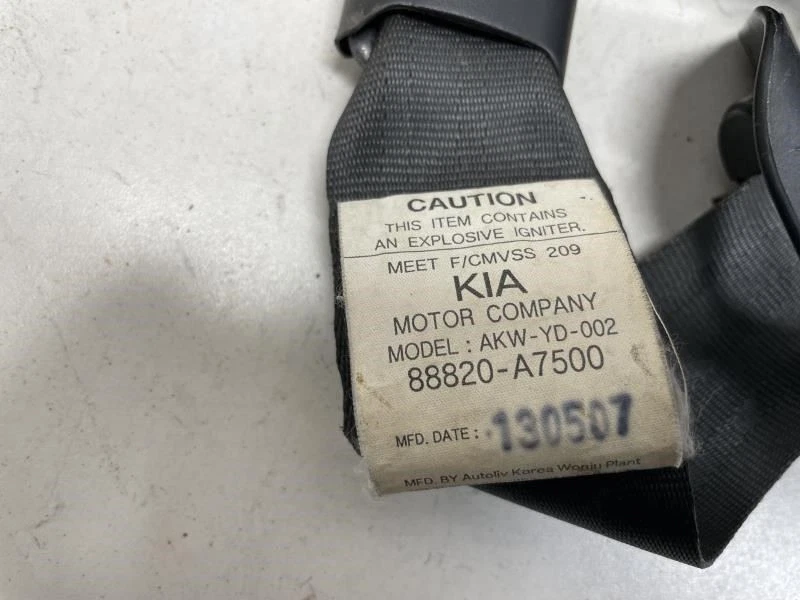 CAUTION
THIS ITEM CONTAINS
AN EXPLOSIVE IGNITER.
MEET F/CMVSS 209
KIA
MOTOR COMPANY
MODEL : AKW-YD-002
88820-A7500
MFD. DATE : 130507
MFD. BY Autoliv Korea Wonju Plant